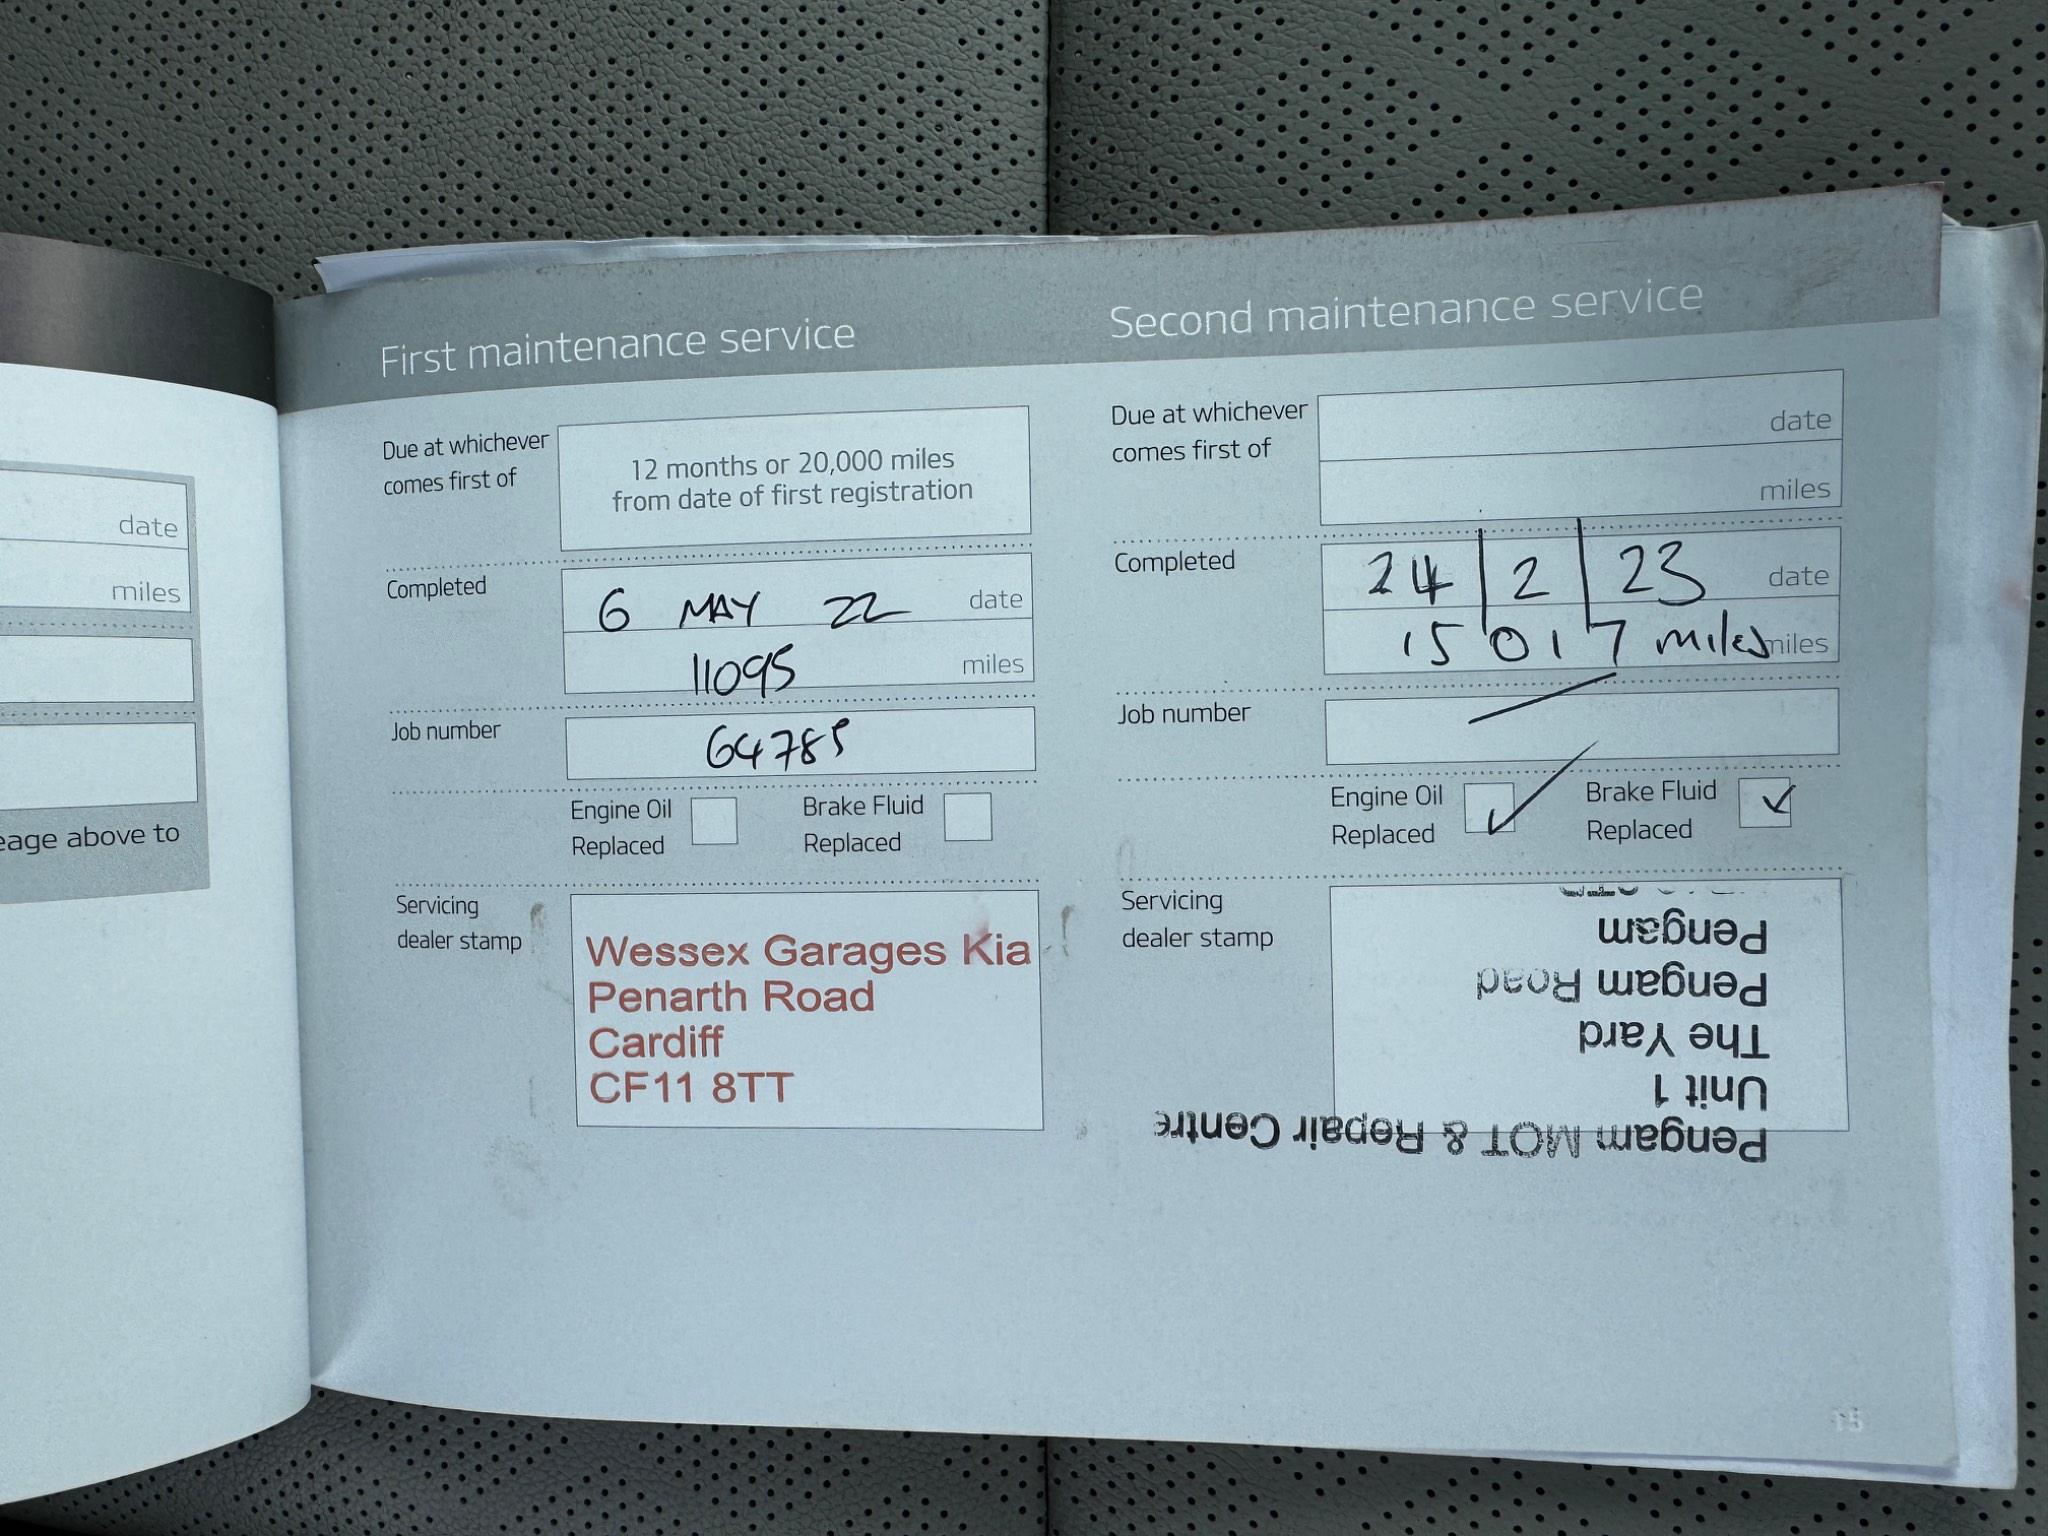 First maintenance service
Due at whichever
comes first of
12 months or 20,000 miles
from date of first registration
Completed
6 MAY 22 date
11095 miles
Job number
64785
Engine Oil
Replaced
Brake Fluid
Replaced
Servicing
dealer stamp
Wessex Garages Kia
Penarth Road
Cardiff
CF11 8TT
Second maintenance service
Due at whichever
comes first of
date
miles
Completed
24/2/23 date
15017 miles miles
Job number
Engine Oil
Replaced
Brake Fluid
Replaced
Servicing
dealer stamp
Pengam MOT & Repair Centre
Unit 1
The Yard
Pengam Road
Pengam
15
date
miles
above to